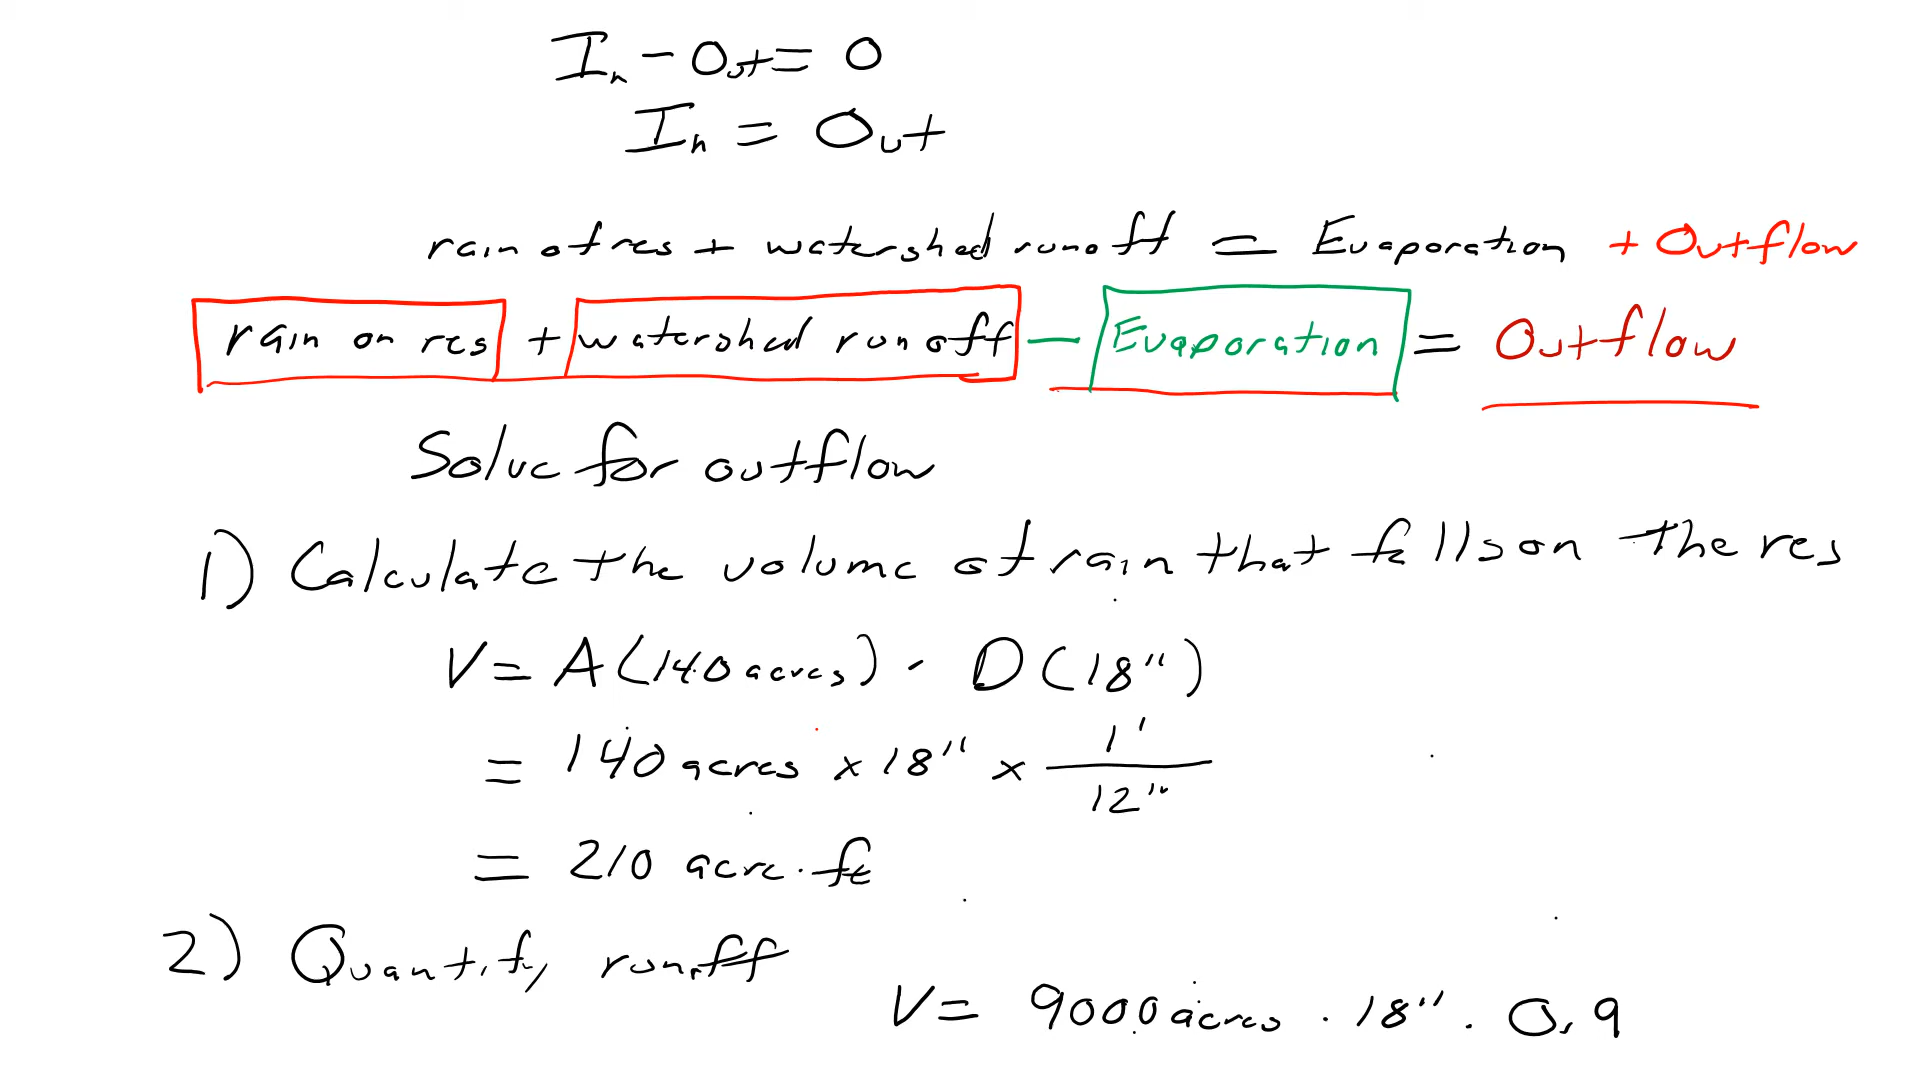 In - Out = 0
In = Out
rain of res + watershed runoff = Evaporation + Outflow
rain on res + watershed runoff - Evaporation = Outflow
Solve for outflow
1) Calculate the volume of rain that falls on the res
V = A (140 acres) · D (18")
= 140 acres x 18" x 1' / 12"
= 210 acre·ft
2) Quantify runoff
V = 9000 acres · 18" · 0.9